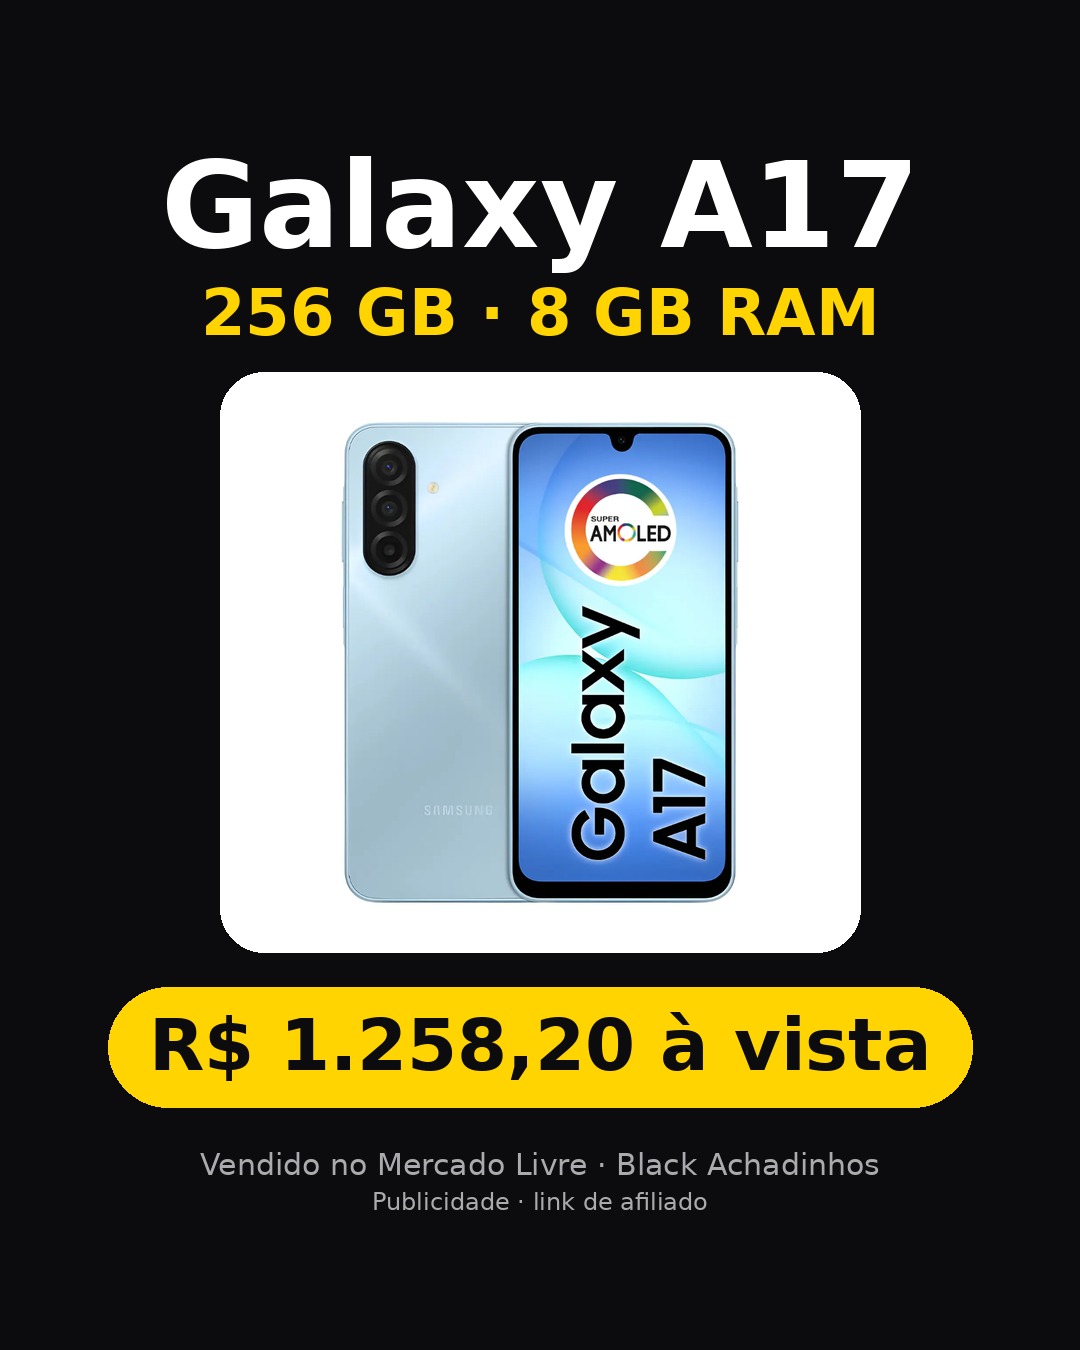 Galaxy A17
256 GB · 8 GB RAM
SUPER
AMOLED
SAMSUNG
Galaxy
A17
R$ 1.258,20 à vista
Vendido no Mercado Livre · Black Achadinhos
Publicidade · link de afiliado